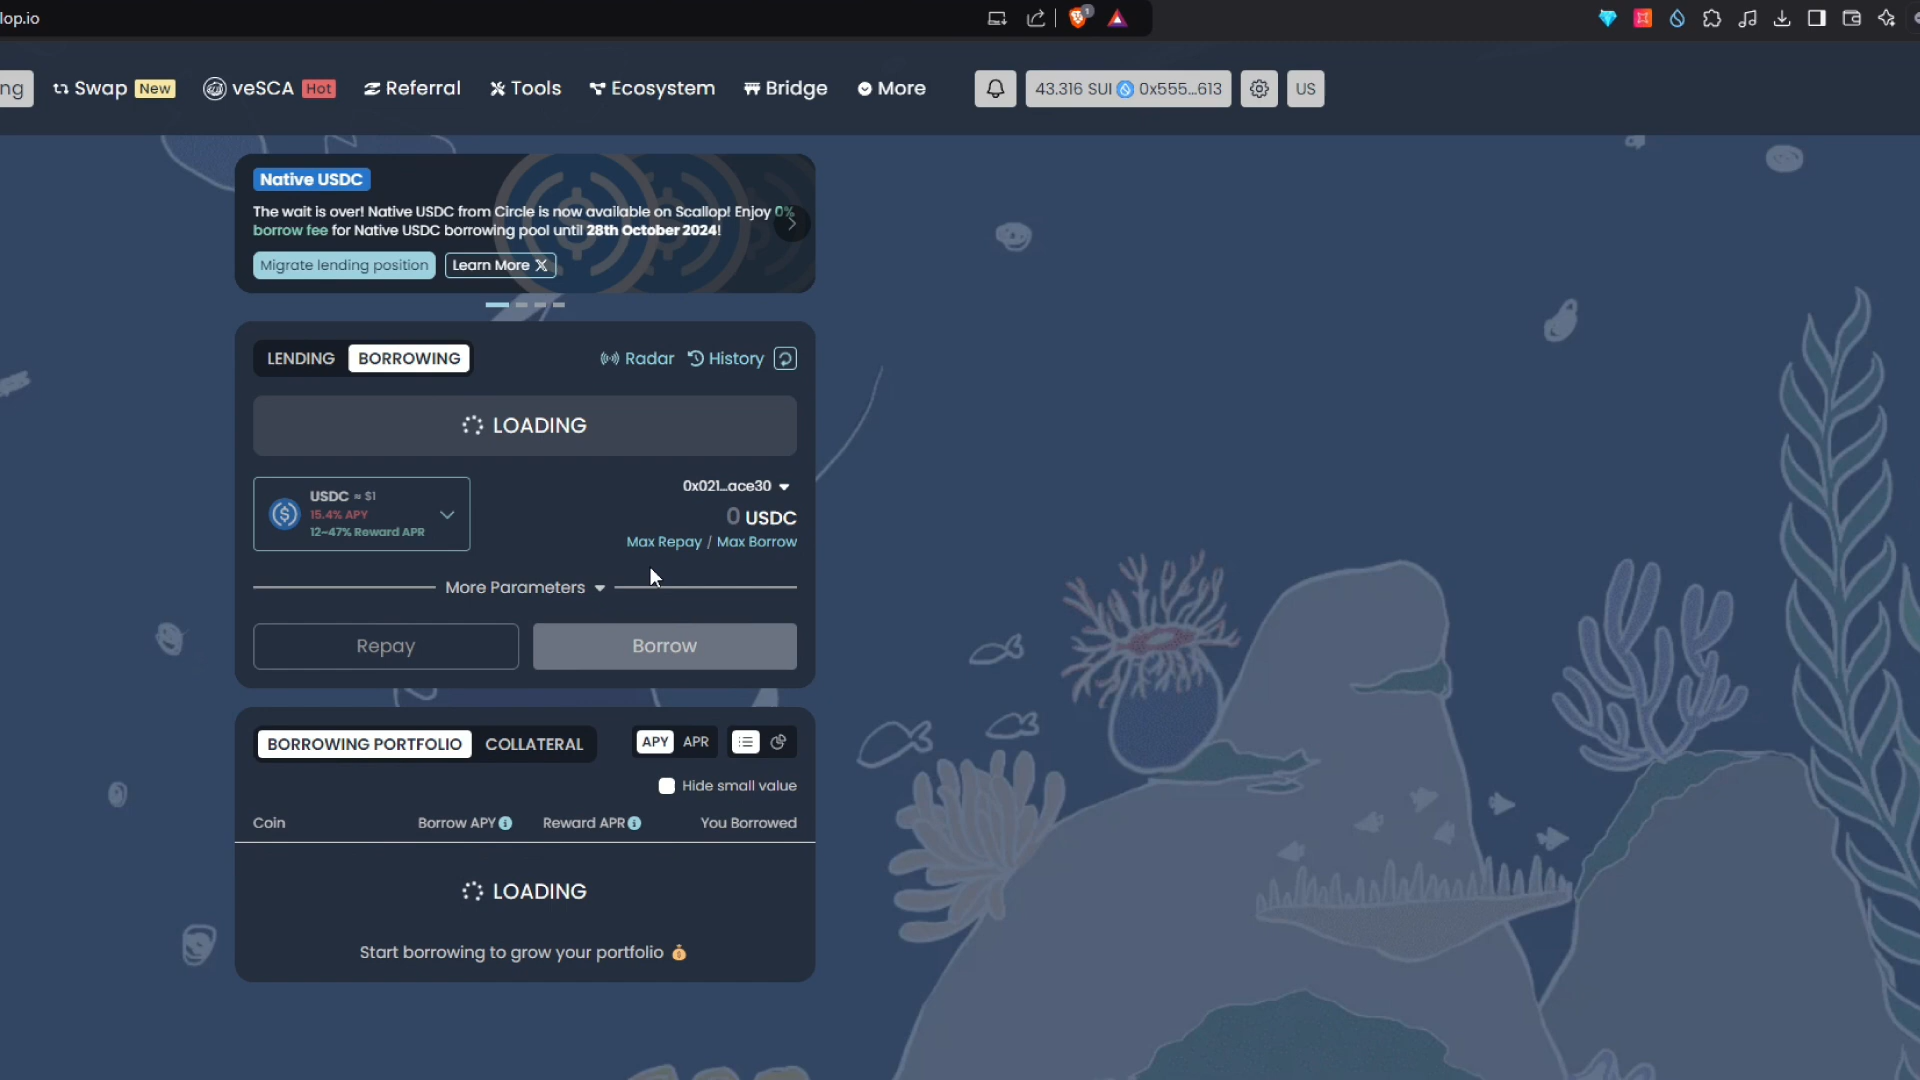 lop.io
1
ng
Swap New
veSCA Hot
Referral
Tools
Ecosystem
Bridge
More
43.316 SUI 0x555...613
US
Native USDC
The wait is over! Native USDC from Circle is now available on Scallop! Enjoy 0%
borrow fee for Native USDC borrowing pool until 28th October 2024!
Migrate lending position
Learn More X
LENDING
BORROWING
Radar
History
LOADING
USDC ≈ $1
15.4% APY
12~47% Reward APR
0x021...ace30
0 USDC
Max Repay / Max Borrow
More Parameters
Repay
Borrow
BORROWING PORTFOLIO
COLLATERAL
APY
APR
Hide small value
Coin
Borrow APY
Reward APR
You Borrowed
LOADING
Start borrowing to grow your portfolio 💰